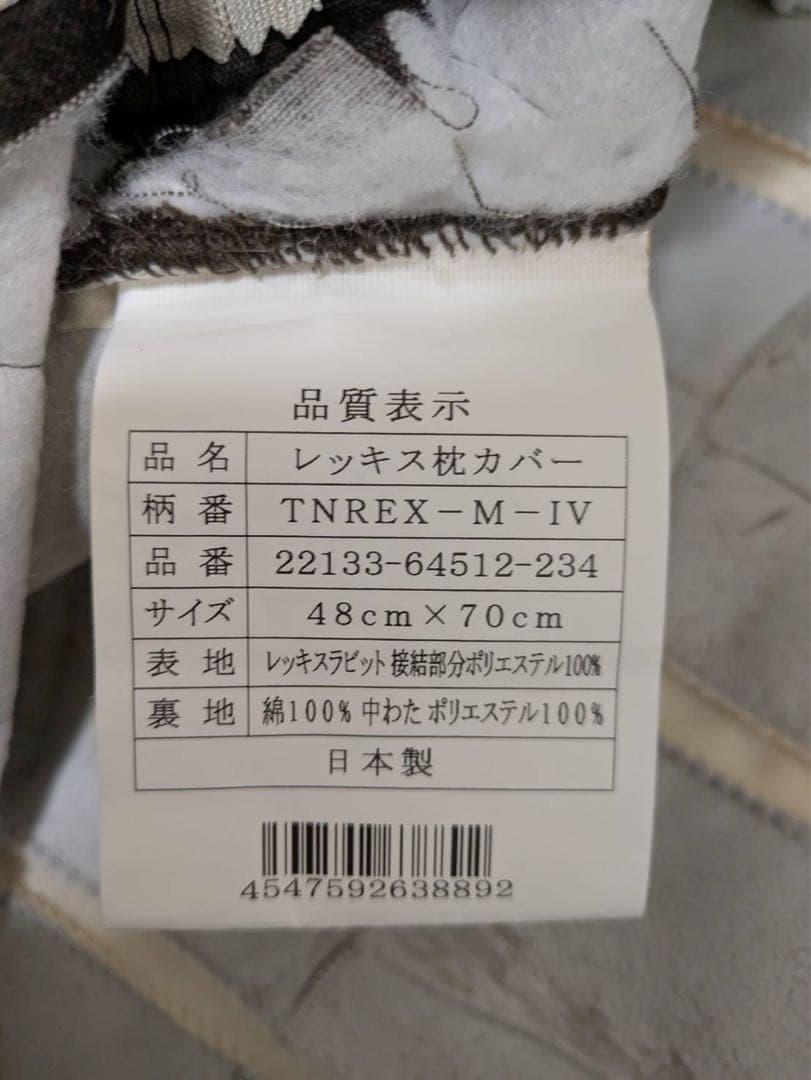 品質表示
品名 レッキス枕カバー
柄番 TNREX-M-IV
品番 22133-64512-234
サイズ 48cm×70cm
表地 レッキスラビット 接結部分ポリエステル100%
裏地 綿100% 中わた ポリエステル100%
日本製
4547592638892